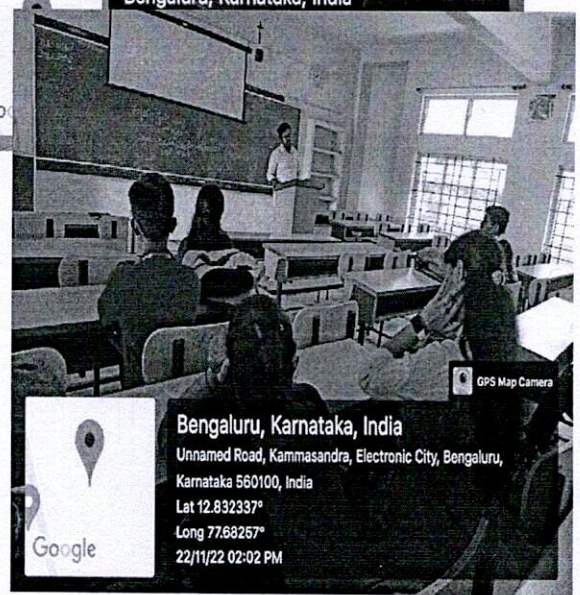 Bengaluru, Karnataka, India
GPS Map Camera
Bengaluru, Karnataka, India
Unnamed Road, Kammasandra, Electronic City, Bengaluru,
Karnataka 560100, India
Lat 12.832337°
Long 77.68257°
22/11/22 02:02 PM
Google